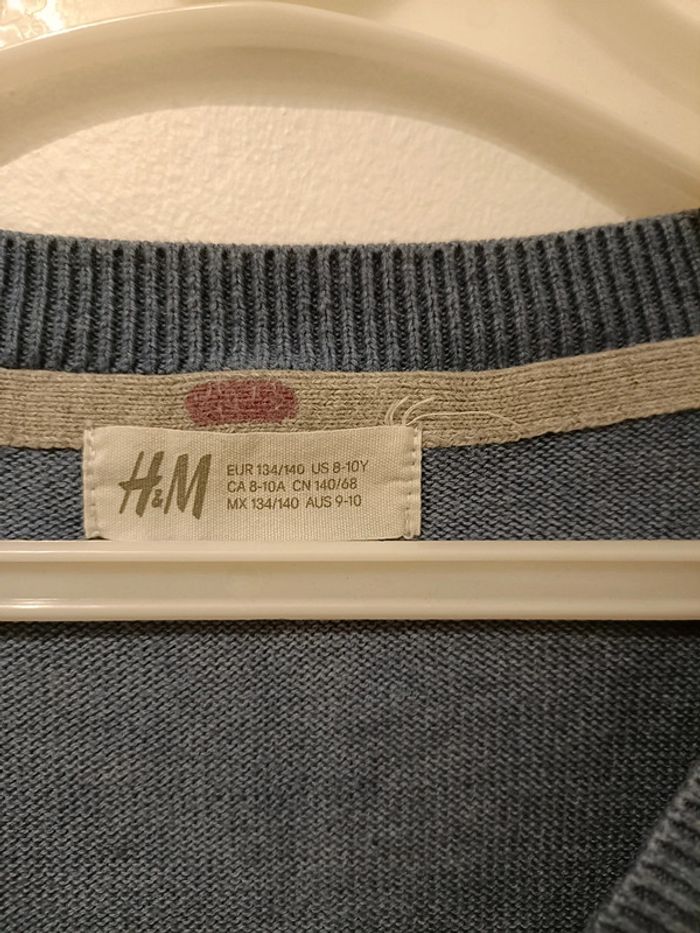 H&M
EUR 134/140 US 8-10Y
CA 8-10A CN 140/68
MX 134/140 AUS 9-10